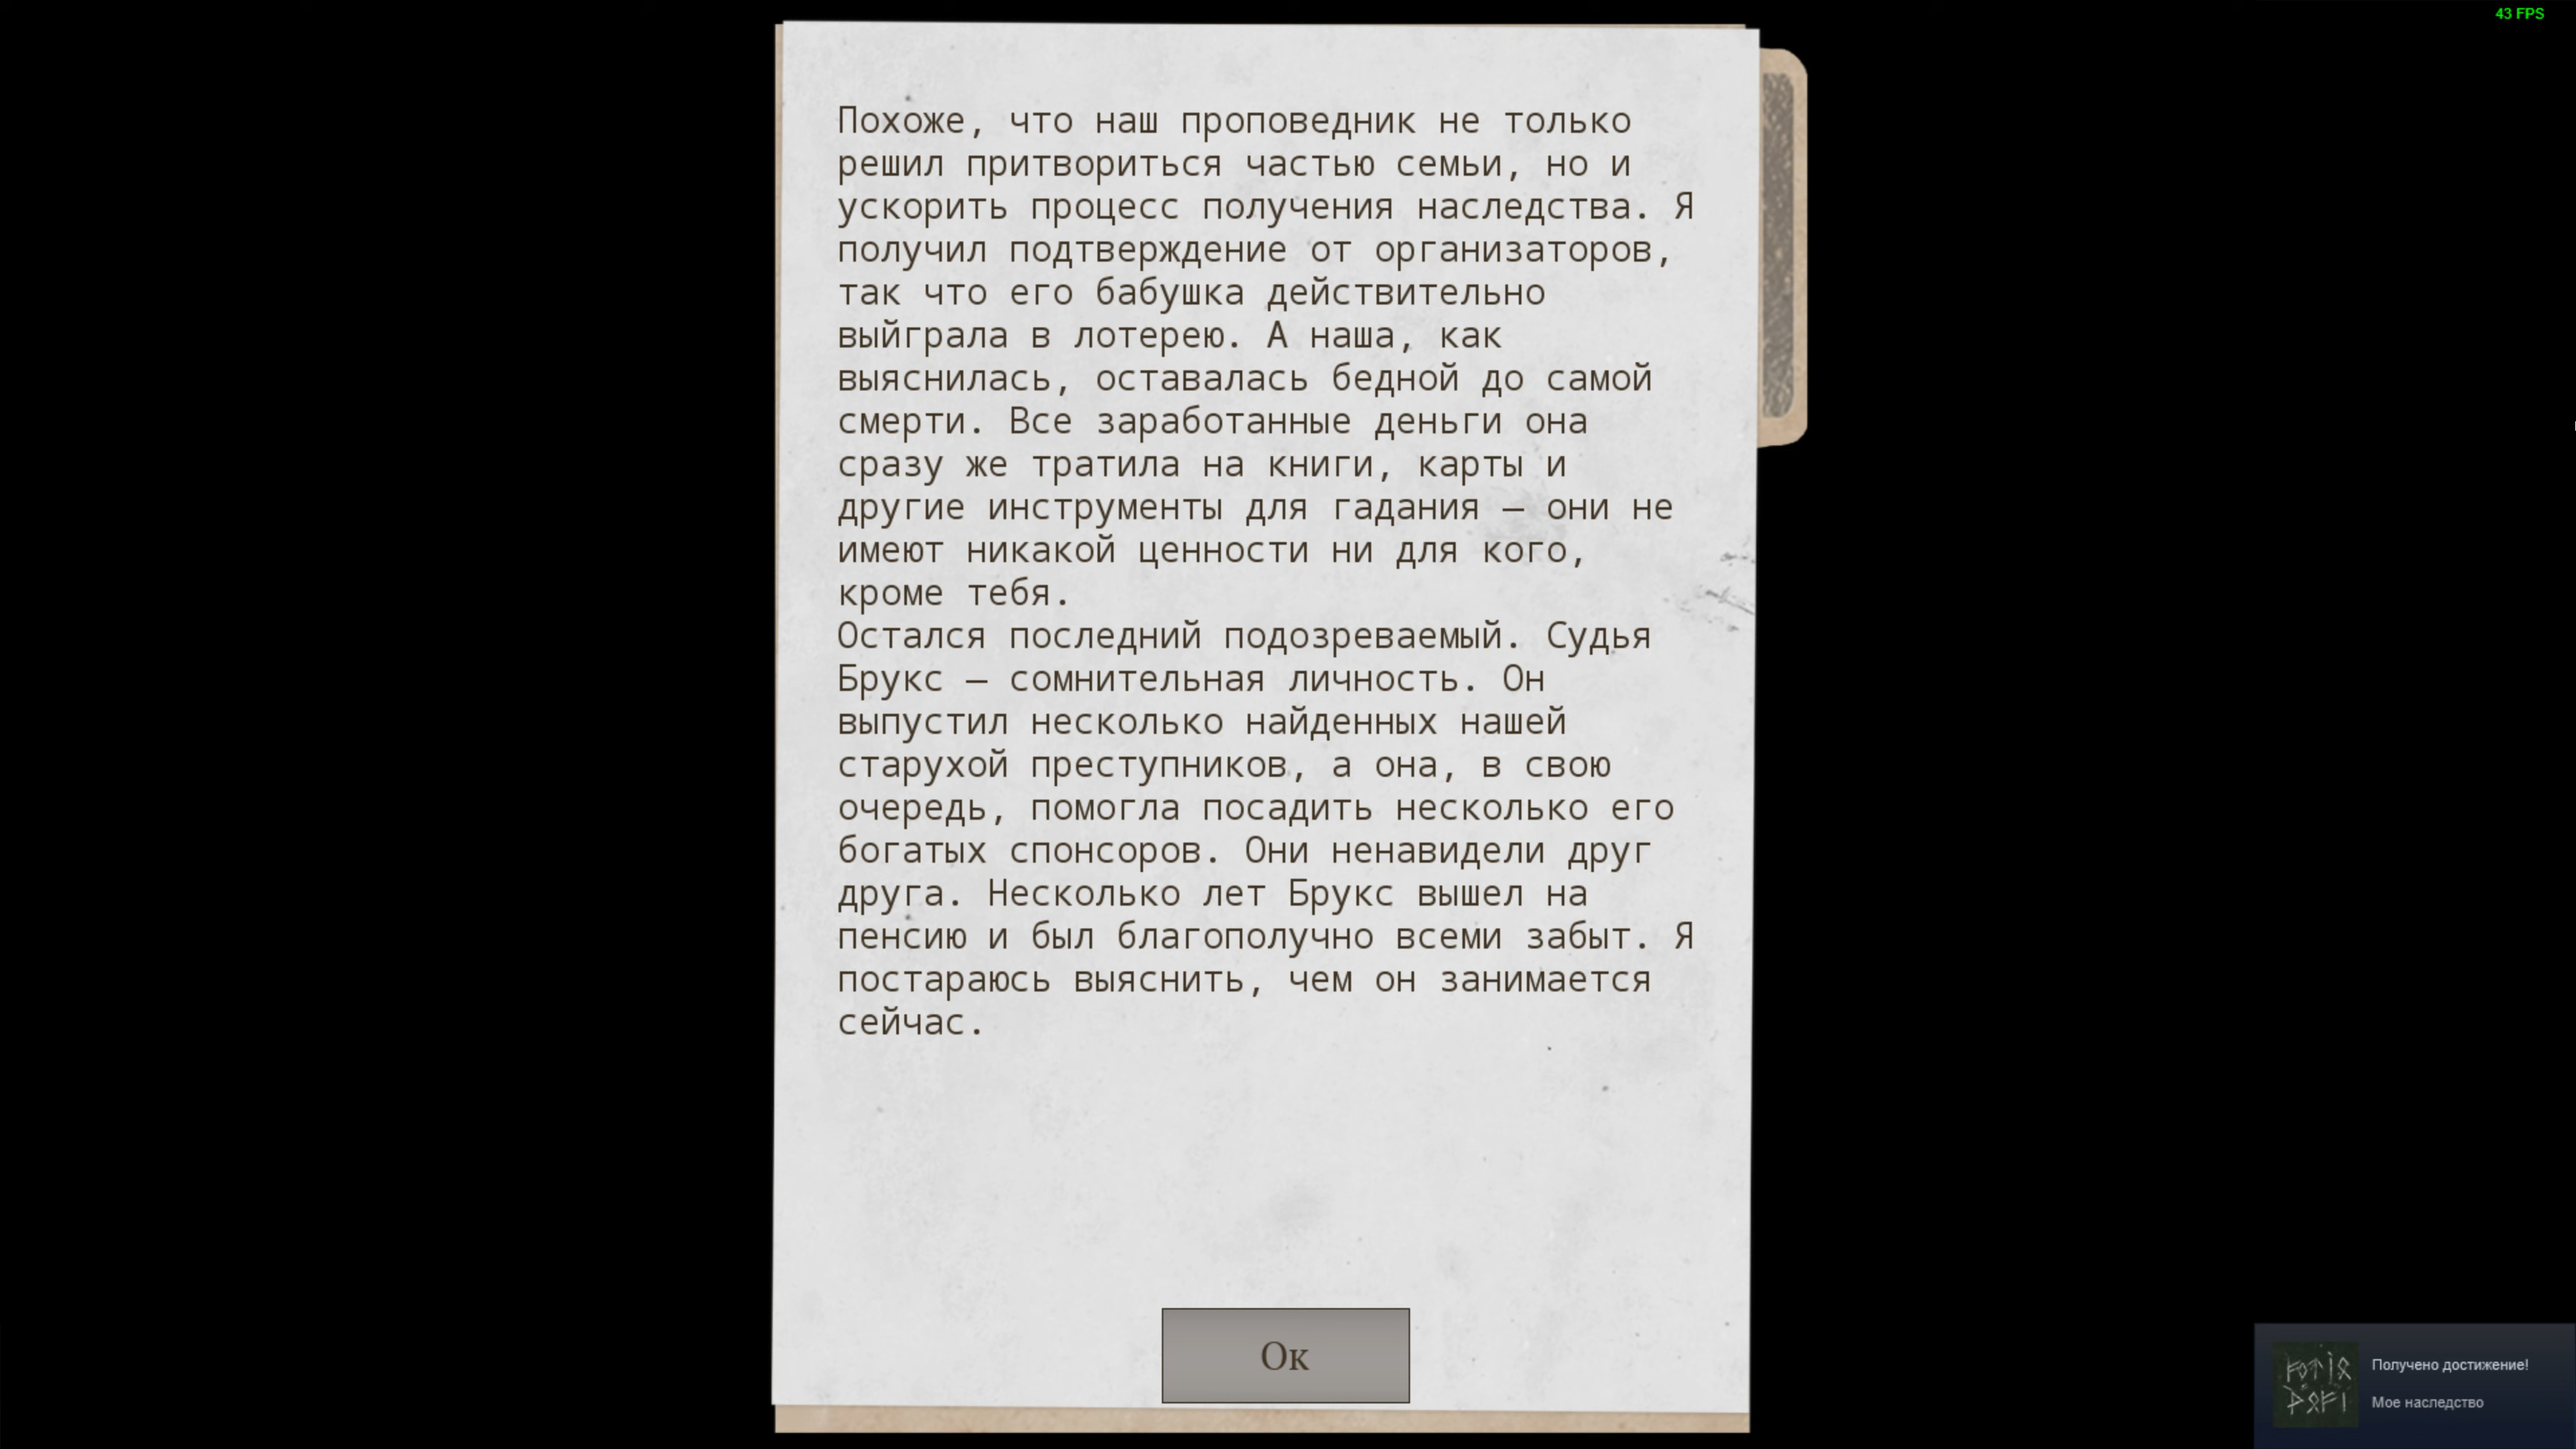 43 FPS
Похоже, что наш проповедник не только
решил притвориться частью семьи, но и
ускорить процесс получения наследства. Я
получил подтверждение от организаторов,
так что его бабушка действительно
выйграла в лотерею. А наша, как
выяснилась, оставалась бедной до самой
смерти. Все заработанные деньги она
сразу же тратила на книги, карты и
другие инструменты для гадания — они не
имеют никакой ценности ни для кого,
кроме тебя.
Остался последний подозреваемый. Судья
Брукс — сомнительная личность. Он
выпустил несколько найденных нашей
старухой преступников, а она, в свою
очередь, помогла посадить несколько его
богатых спонсоров. Они ненавидели друг
друга. Несколько лет Брукс вышел на
пенсию и был благополучно всеми забыт. Я
постараюсь выяснить, чем он занимается
сейчас.
Ок
Получено достижение!
Мое наследство